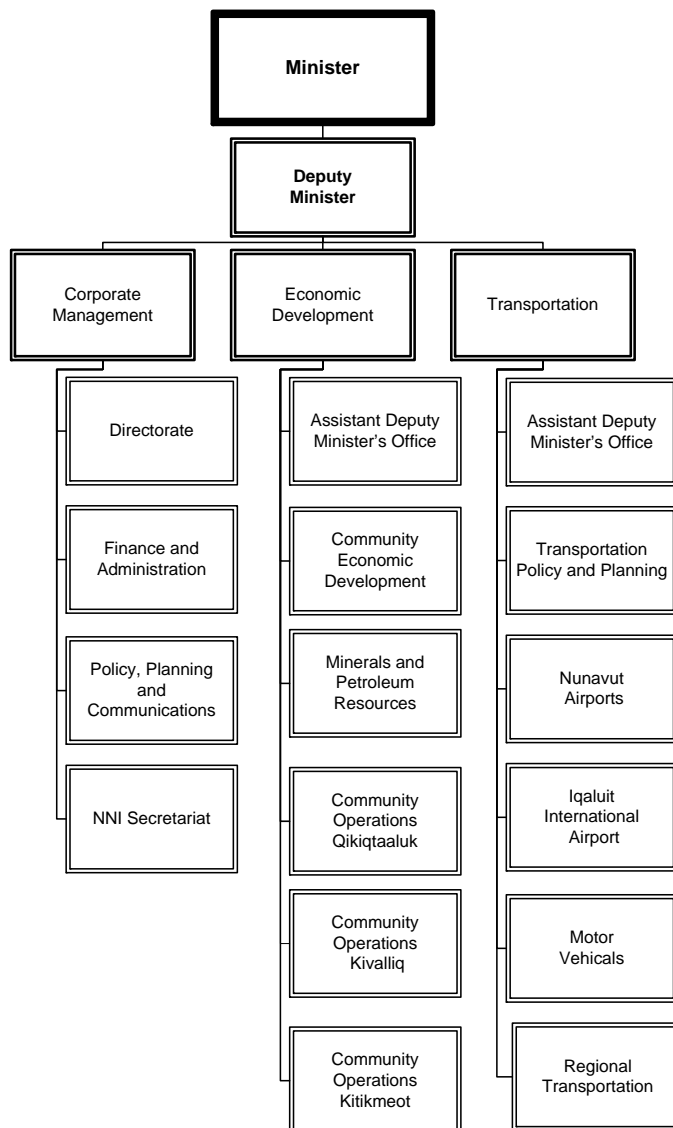 Minister
Deputy
Minister
Corporate
Management
Economic
Development
Transportation
Directorate
Finance and
Administration
Policy, Planning
and
Communications
NNI Secretariat
Assistant Deputy
Minister's Office
Community
Economic
Development
Minerals and
Petroleum
Resources
Community
Operations
Qikiqtaaluk
Community
Operations
Kivalliq
Community
Operations
Kitikmeot
Assistant Deputy
Minister's Office
Transportation
Policy and Planning
Nunavut
Airports
Iqaluit
International
Airport
Motor
Vehicals
Regional
Transportation